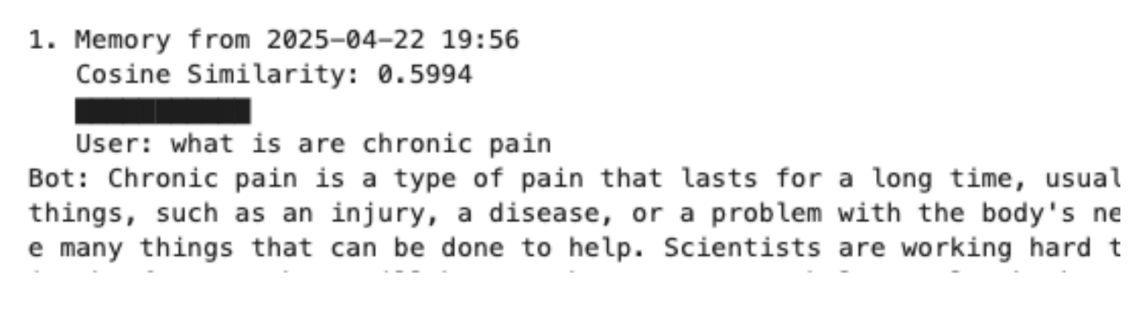 1. Memory from 2025-04-22 19:56
Cosine Similarity: 0.5994
User: what is are chronic pain
Bot: Chronic pain is a type of pain that lasts for a long time, usual
things, such as an injury, a disease, or a problem with the body's ne
e many things that can be done to help. Scientists are working hard t